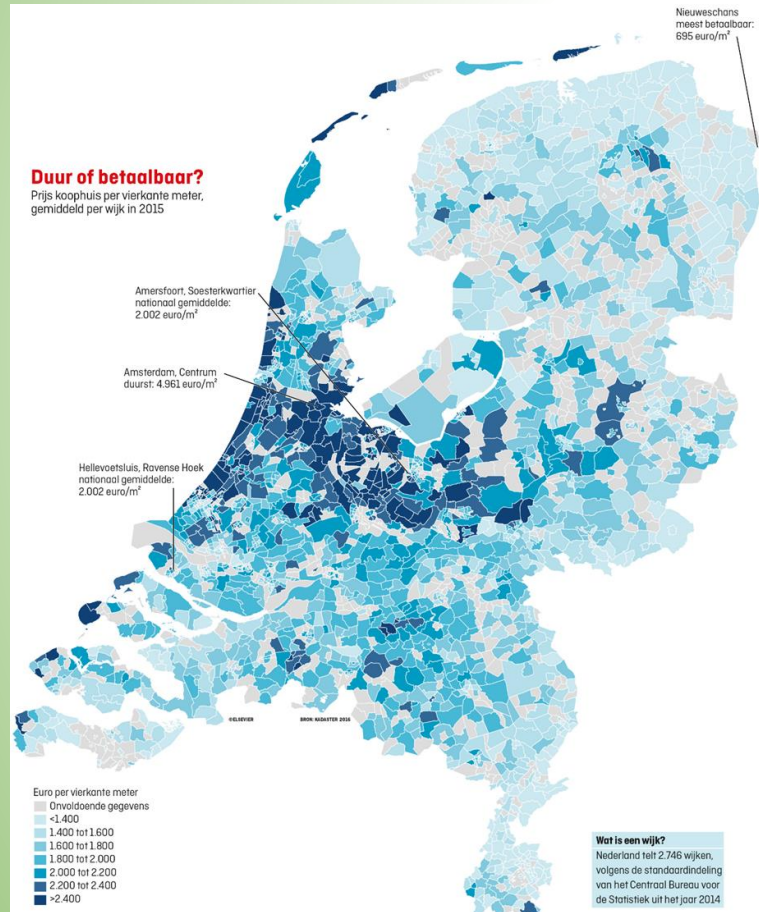 Nieuweschans
meest betaalbaar:
695 euro/m²
Duur of betaalbaar?
Prijs koophuis per vierkante meter,
gemiddeld per wijk in 2015
Amersfoort, Soesterkwartier
nationaal gemiddelde:
2.002 euro/m²
Amsterdam, Centrum
duurst: 4.961 euro/m²
Hellevoetsluis, Ravense Hoek
nationaal gemiddelde:
2.002 euro/m²
©ELSEVIER
BRON: KADASTER 2016
Euro per vierkante meter
Onvoldoende gegevens
<1.400
1.400 tot 1.600
1.600 tot 1.800
1.800 tot 2.000
2.000 tot 2.200
2.200 tot 2.400
>2.400
Wat is een wijk?
Nederland telt 2.746 wijken,
volgens de standaardindeling
van het Centraal Bureau voor
de Statistiek uit het jaar 2014